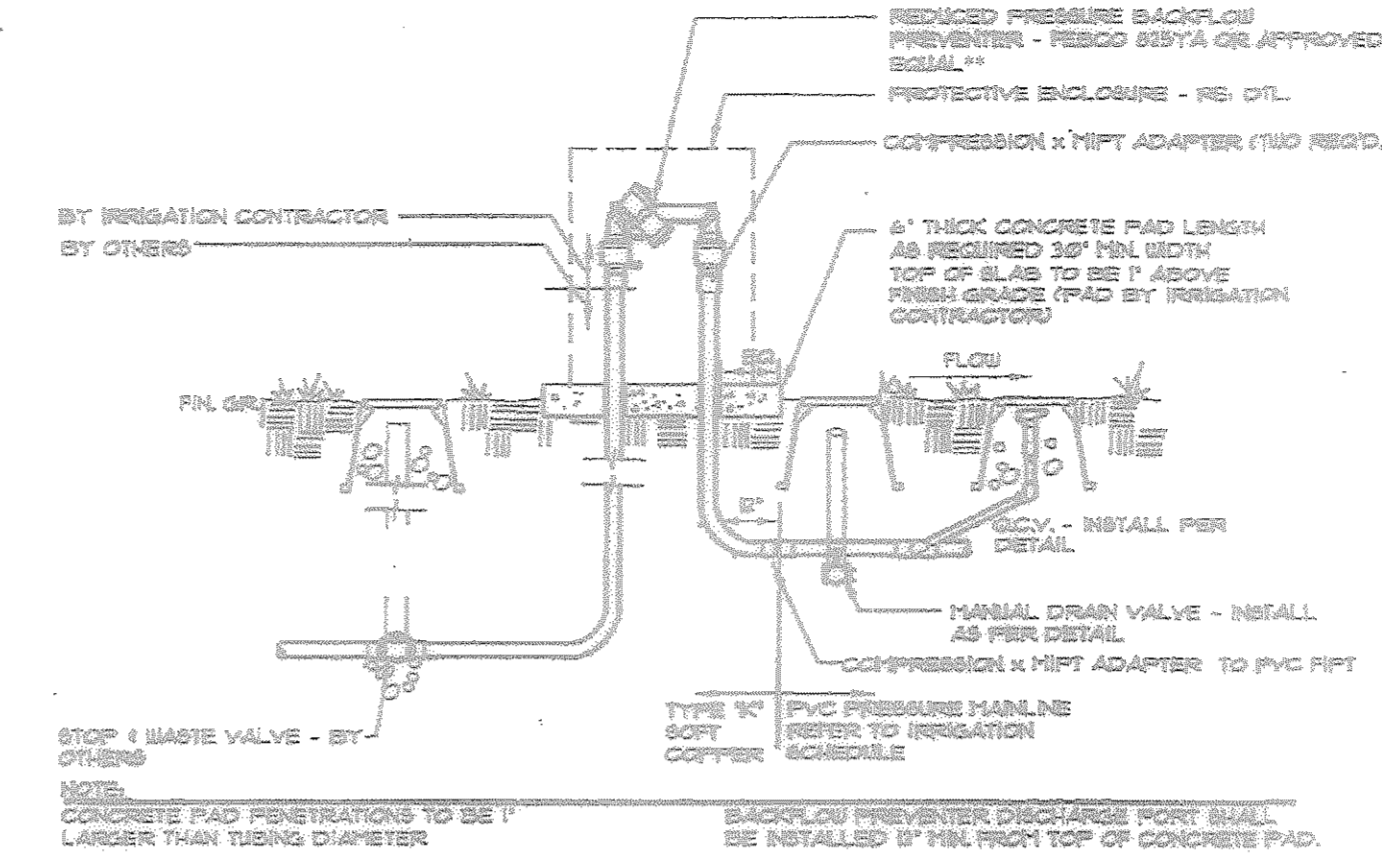 REDUCED PRESSURE BACKFLOW
PREVENTER - FEBCO 825YA OR APPROVED
EQUAL**
PROTECTIVE ENCLOSURE - RE: DTL.
COMPRESSION x MIPT ADAPTER (TWO REQ'D.
BY IRRIGATION CONTRACTOR
BY OTHERS
6" THICK CONCRETE PAD LENGTH
AS REQUIRED 30" MIN. WIDTH
TOP OF SLAB TO BE 1" ABOVE
FINISH GRADE (PAD BY IRRIGATION
CONTRACTOR)
FLOW
FIN. GR.
- INSTALL PER
DETAIL
MANUAL DRAIN VALVE - INSTALL
AS PER DETAIL
COMPRESSION x MIPT ADAPTER TO PVC FIPT
TYPE "K"
SOFT
COPPER
PVC PRESSURE MAINLINE
REFER TO IRRIGATION
SCHEDULE
STOP & WASTE VALVE - BY
OTHERS
NOTE:
CONCRETE PAD PENETRATIONS TO BE 1"
LARGER THAN TUBING DIAMETER
BACKFLOW PREVENTER DISCHARGE PORT SHALL
BE INSTALLED MIN. FROM TOP OF CONCRETE PAD.